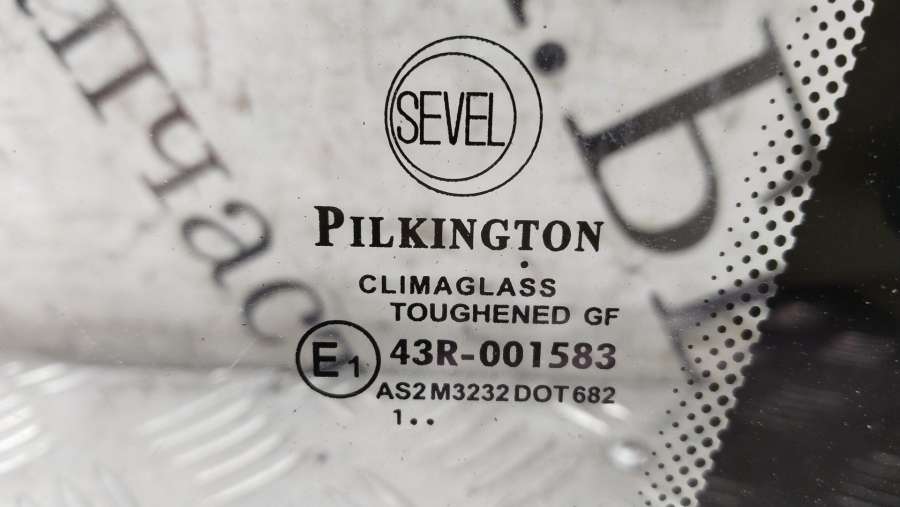 SEVEL
PILKINGTON
CLIMAGLASS
TOUGHENED GF
E1 43R-001583
AS2 M3232 DOT 682
1..